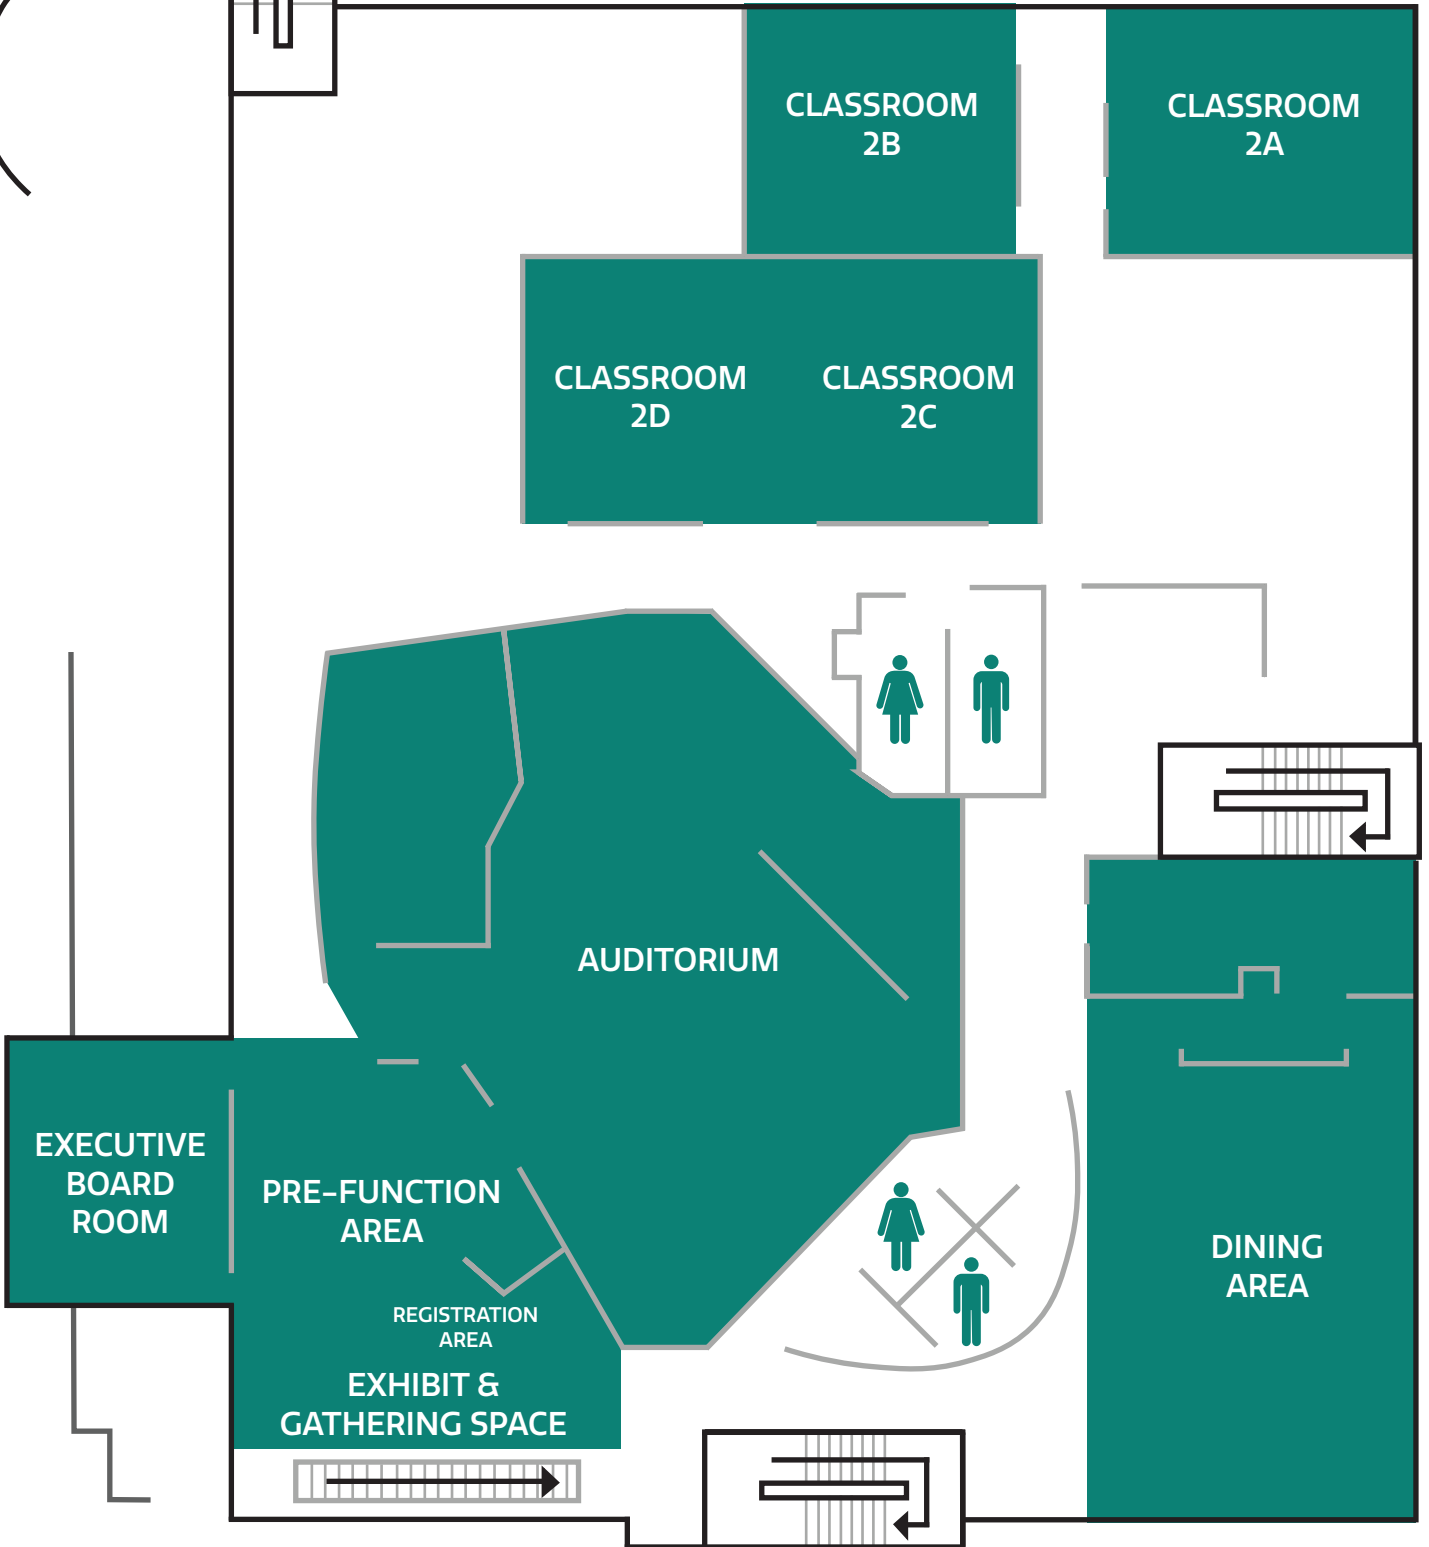 CLASSROOM
2B
CLASSROOM
2A
CLASSROOM
2D
CLASSROOM
2C
AUDITORIUM
EXECUTIVE
BOARD
ROOM
PRE-FUNCTION
AREA
REGISTRATION
AREA
EXHIBIT &
GATHERING SPACE
DINING
AREA